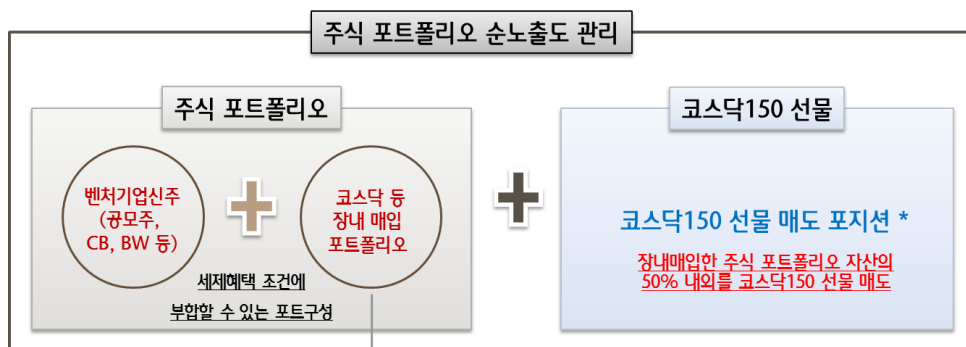 주식 포트폴리오 순노출도 관리
주식 포트폴리오
벤처기업신주
(공모주,
CB, BW 등)
코스닥 등
장내 매입
포트폴리오
세제혜택 조건에
부합할 수 있는 포트구성
코스닥150 선물
코스닥150 선물 매도 포지션 *
장내매입한 주식 포트폴리오 자산의
50% 내외를 코스닥150 선물 매도